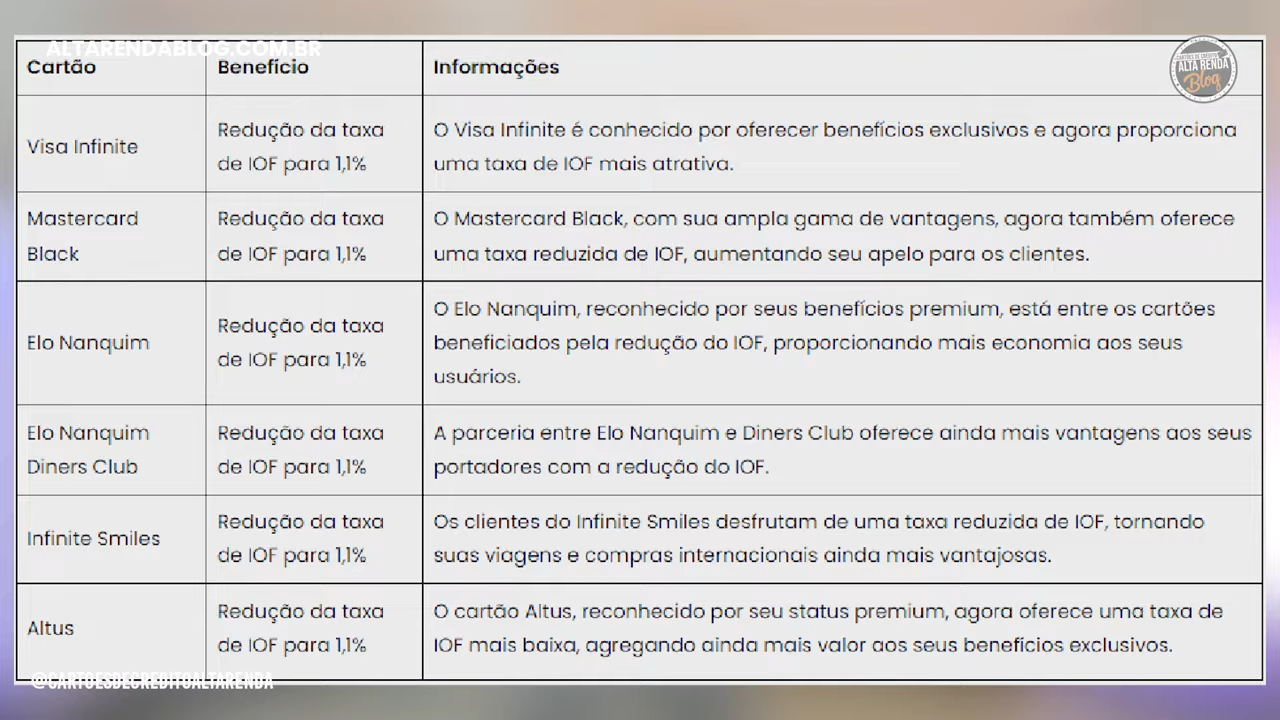 ALTARENDABLOG.COM.BR
Cartão Benefício Informações
CARTÕES DE CRÉDITO
ALTA RENDA
Blog
Visa Infinite
Redução da taxa
de IOF para 1,1%
O Visa Infinite é conhecido por oferecer benefícios exclusivos e agora proporciona
uma taxa de IOF mais atrativa.
Mastercard
Black
Redução da taxa
de IOF para 1,1%
O Mastercard Black, com sua ampla gama de vantagens, agora também oferece
uma taxa reduzida de IOF, aumentando seu apelo para os clientes.
Elo Nanquim
Redução da taxa
de IOF para 1,1%
O Elo Nanquim, reconhecido por seus benefícios premium, está entre os cartões
beneficiados pela redução do IOF, proporcionando mais economia aos seus
usuários.
Elo Nanquim
Diners Club
Redução da taxa
de IOF para 1,1%
A parceria entre Elo Nanquim e Diners Club oferece ainda mais vantagens aos seus
portadores com a redução do IOF.
Infinite Smiles
Redução da taxa
de IOF para 1,1%
Os clientes do Infinite Smiles desfrutam de uma taxa reduzida de IOF, tornando
suas viagens e compras internacionais ainda mais vantajosas.
Altus
Redução da taxa
de IOF para 1,1%
O cartão Altus, reconhecido por seu status premium, agora oferece uma taxa de
IOF mais baixa, agregando ainda mais valor aos seus benefícios exclusivos.
@CARTOESDECREDITOALTARENDA